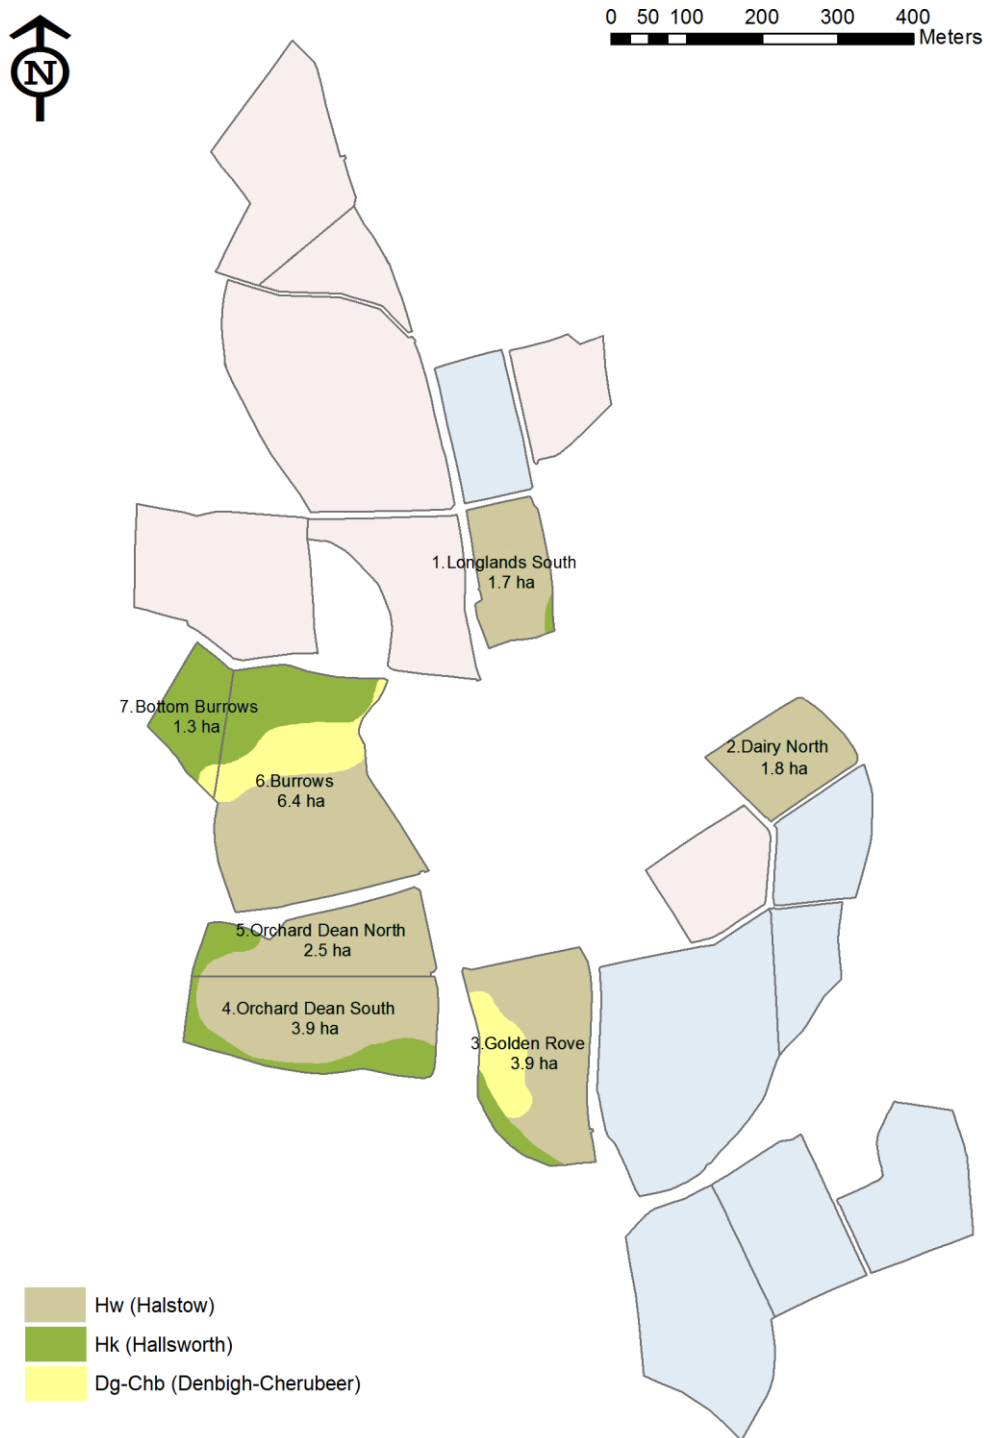 N
0 50 100 200 300 400
Meters
1.Longlands South
1.7 ha
7.Bottom Burrows
1.3 ha
2.Dairy North
1.8 ha
6.Burrows
6.4 ha
5.Orchard Dean North
2.5 ha
4.Orchard Dean South
3.9 ha
3.Golden Rove
3.9 ha
Hw (Halstow)
Hk (Hallsworth)
Dg-Chb (Denbigh-Cherubeer)